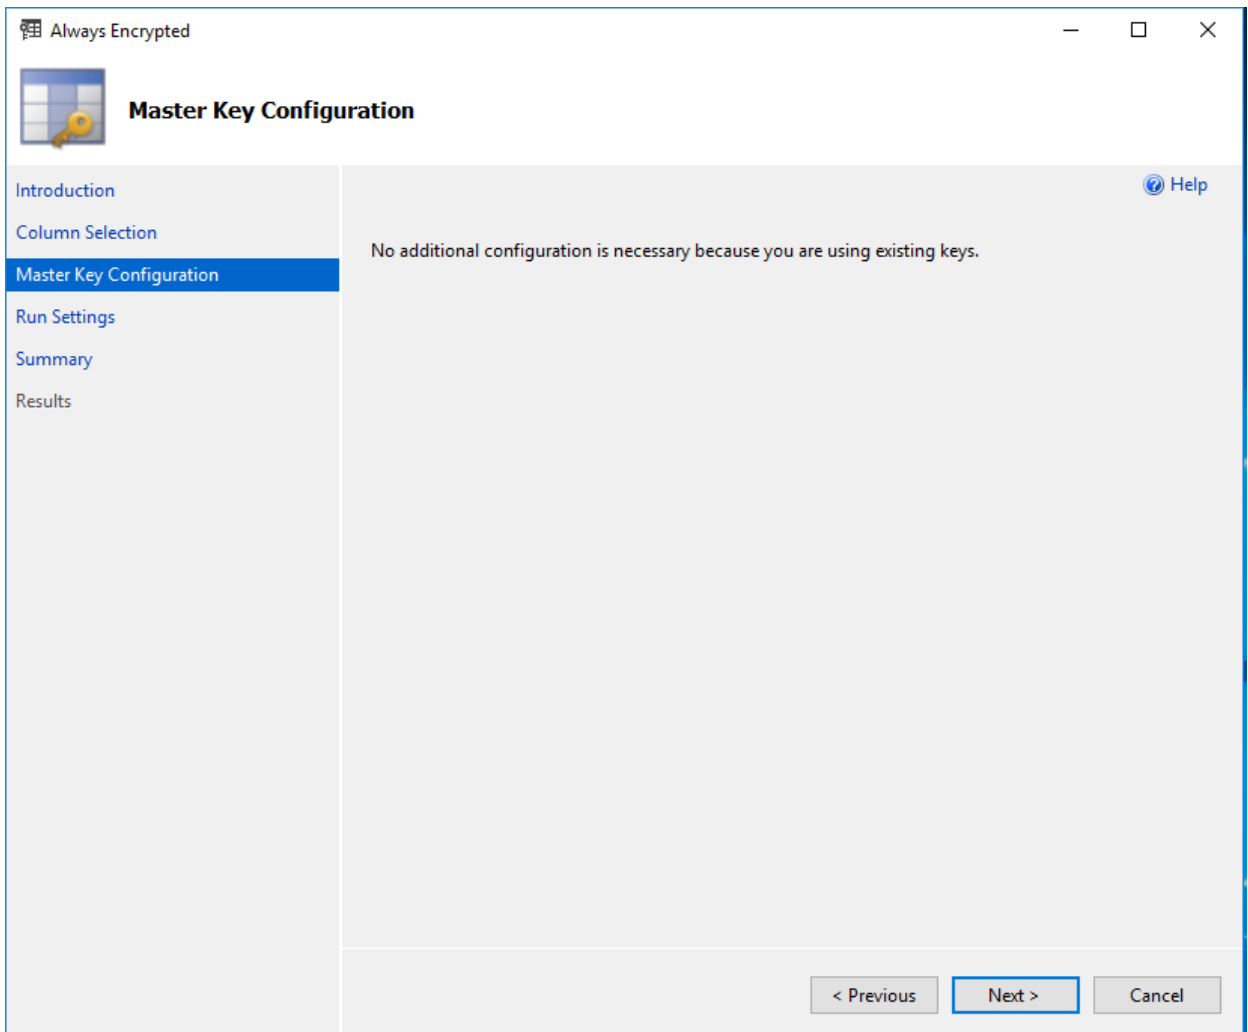 Always Encrypted
Master Key Configuration
Introduction
Column Selection
Master Key Configuration
Run Settings
Summary
Results
Help
No additional configuration is necessary because you are using existing keys.
< Previous
Next >
Cancel